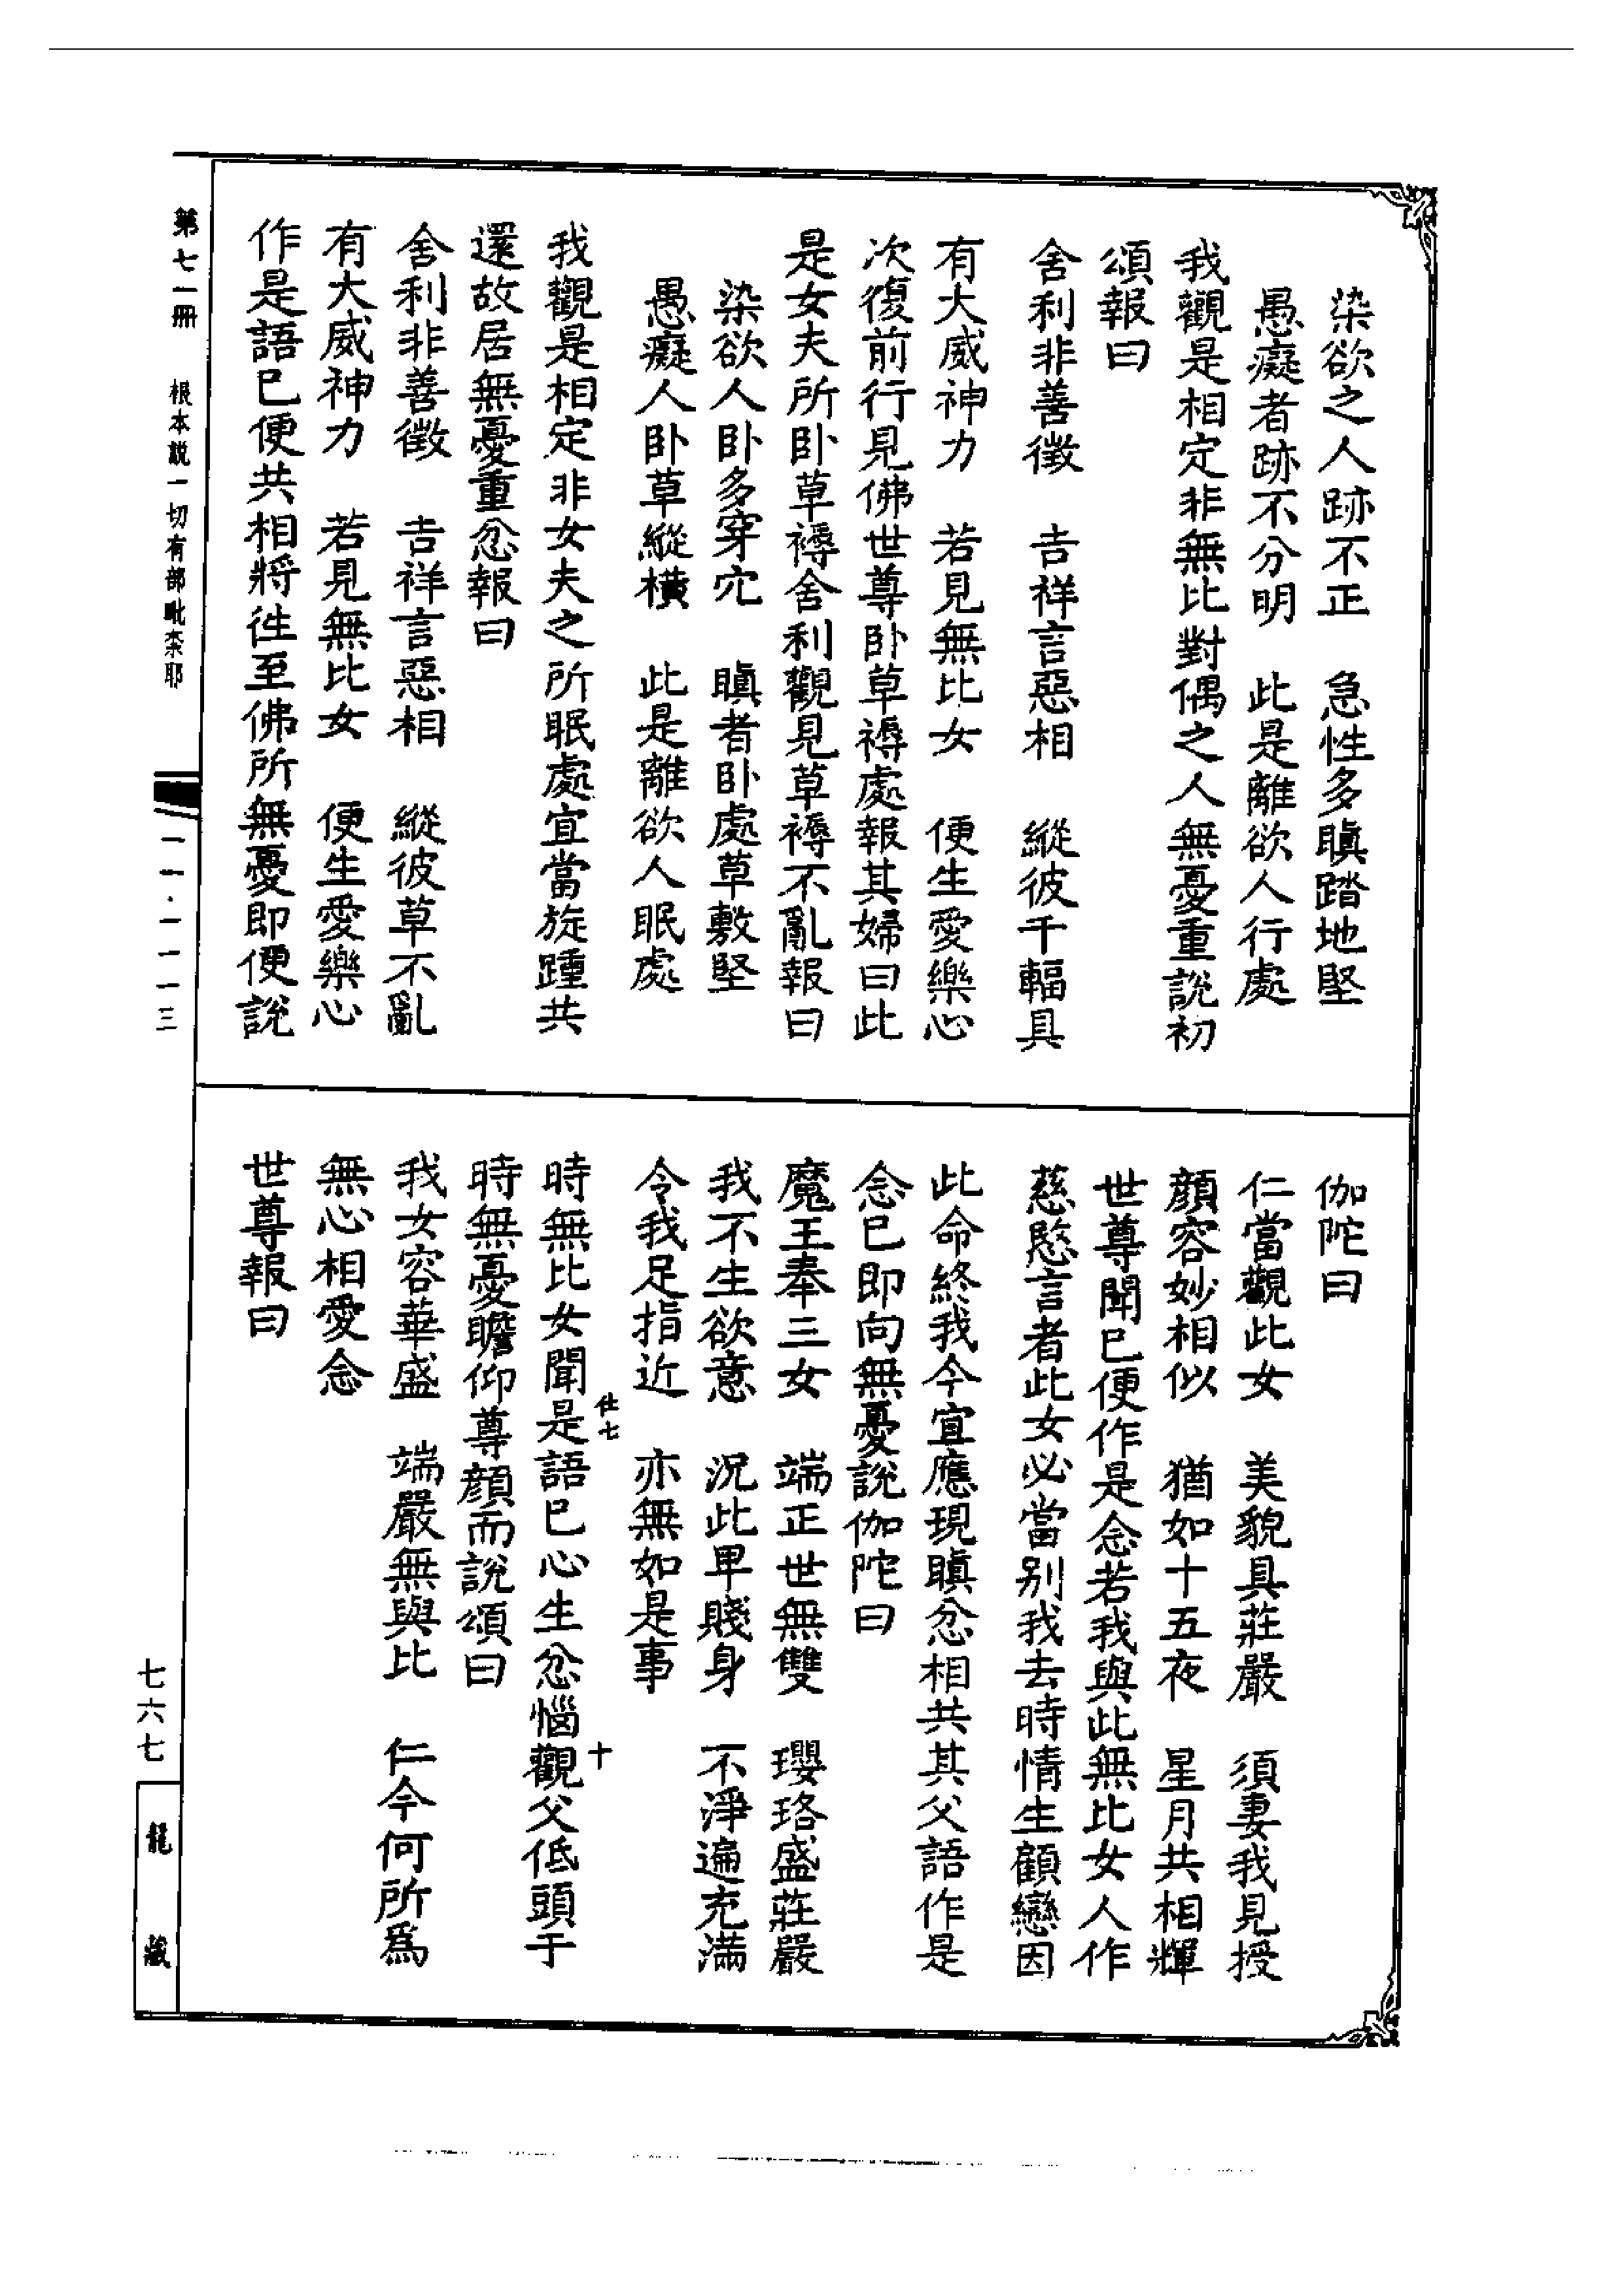 染欲之人跡不正　急性多瞋踏地堅
愚癡者跡不分明　此是離欲人行處
我觀是相定非無比對偶之人無憂重說初
頌報曰
舍利非善徵　吉祥言惡相　縱彼千輻具
有大威神力　若見無比女　便生愛樂心
次復前行見佛世尊卧草褥處報其婦曰此
是女夫所卧草褥舍利觀見草褥不亂報曰
染欲人卧多穿穴　瞋者卧處草敷堅
愚癡人卧草縱橫　此是離欲人眠處
我觀是相定非女夫之所眠處宜當旋踵共
還故居無憂重忿報曰
舍利非善徵　吉祥言惡相　縱彼草不亂
有大威神力　若見無比女　便生愛樂心
作是語已便共相將往至佛所無憂即便說
伽陀曰
仁當觀此女　美貌具莊嚴　須妻我見授
顏容妙相似　猶如十五夜　星月共相輝
世尊聞已便作是念若我與此無比女人作
慈愍言者此女必當別我去時情生顧戀因
此命終我今宜應現瞋忿相共其父語作是
念已即向無憂說伽陀曰
魔王奉三女　端正世無雙　瓔珞盛莊嚴
我不生欲意　況此卑賤身　不淨遍充滿
令我足指近　亦無如是事
時無比女聞是語已心生忿惱觀父低頭于
時無憂瞻仰尊顏而說頌曰
我女容華盛　端嚴無與比　仁今何所為
無心相愛念
世尊報曰
仕七
十
第七一冊　根本說一切有部毗柰耶
一一·一一一三
七六七
龍藏